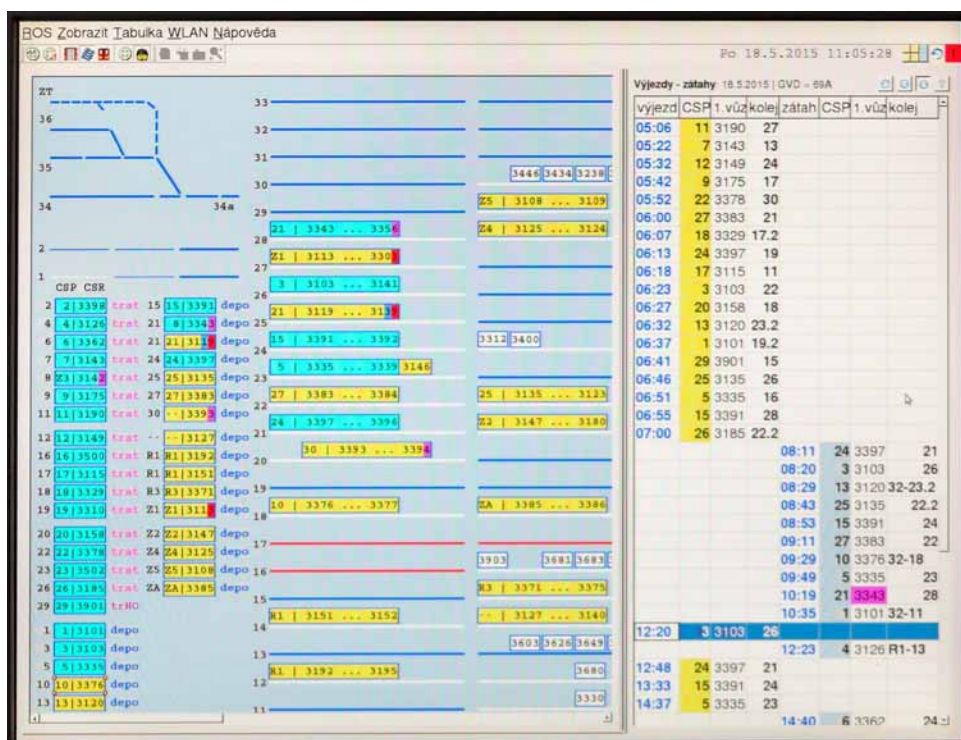 ROS Zobrazit Tabulka WLAN Nápověda
Po 18.5.2015 11:05:28
ZT
36
35
34 34a
2
1
CSP CSR
2 2|3398 trat 15 15|3391 depo
4 4|3126 trat 21 8|3343 depo
6 6|3362 trat 21 21|3119 depo
7 7|3143 trat 24 24|3397 depo
8 Z3|3142 trat 25 25|3135 depo
9 9|3175 trat 27 27|3383 depo
11 11|3190 trat 30 --|3393 depo
12 12|3149 trat -- --|3127 depo
16 16|3500 trat R1 R1|3192 depo
17 17|3115 trat R1 R1|3151 depo
18 18|3329 trat R3 R3|3371 depo
19 19|3310 trat Z1 Z1|311 depo
20 20|3158 trat Z2 Z2|3147 depo
22 22|3378 trat Z4 Z4|3125 depo
23 23|3502 trat Z5 Z5|3108 depo
26 26|3185 trat ZA ZA|3385 depo
29 29|3901 trHO
1 1|3101 depo
3 3|3103 depo
5 5|3335 depo
10 10|3376 depo
13 13|3120 depo
33
32
31
3446 3434 3238
30
Z5 | 3108 ... 3109
29
21 | 3343 ... 3356 Z4 | 3125 ... 3124
28
Z1 | 3113 ... 330
27
3 | 3103 ... 3141
26
21 | 3119 ... 3139
25
15 | 3391 ... 3392 3312 3400
24
5 | 3335 ... 3339 3146
23
27 | 3383 ... 3384 25 | 3135 ... 3123
22
24 | 3397 ... 3396 Z2 | 3147 ... 3180
21
30 | 3393 ... 3394
20
19
10 | 3376 ... 3377 ZA | 3385 ... 3386
18
17
3903 3681 3683
16
R3 | 3371 ... 3375
15
R1 | 3151 ... 3152 -- | 3127 ... 3140
14
3603 3626 3649
13
R1 | 3192 ... 3195 3680
12
3330
11
Výjezdy - zátahy 18.5.2015 | GVD = 69A
výjezd CSP 1.vůz kolej zátah CSP 1.vůz kolej
05:06 11 3190 27
05:22 7 3143 13
05:32 12 3149 24
05:42 9 3175 17
05:52 22 3378 30
06:00 27 3383 21
06:07 18 3329 17.2
06:13 24 3397 19
06:18 17 3115 11
06:23 3 3103 22
06:27 20 3158 18
06:32 13 3120 23.2
06:37 1 3101 19.2
06:41 29 3901 15
06:46 25 3135 26
06:51 5 3335 16
06:55 15 3391 28
07:00 26 3185 22.2
08:11 24 3397 21
08:20 3 3103 26
08:29 13 3120 32-23.2
08:43 25 3135 22.2
08:53 15 3391 24
09:11 27 3383 22
09:29 10 3376 32-18
09:49 5 3335 23
10:19 21 3343 28
10:35 1 3101 32-11
12:20 3 3103 26
12:23 4 3126 R1-13
12:48 24 3397 21
13:33 15 3391 24
14:37 5 3335 23
14:40 6 3362 24